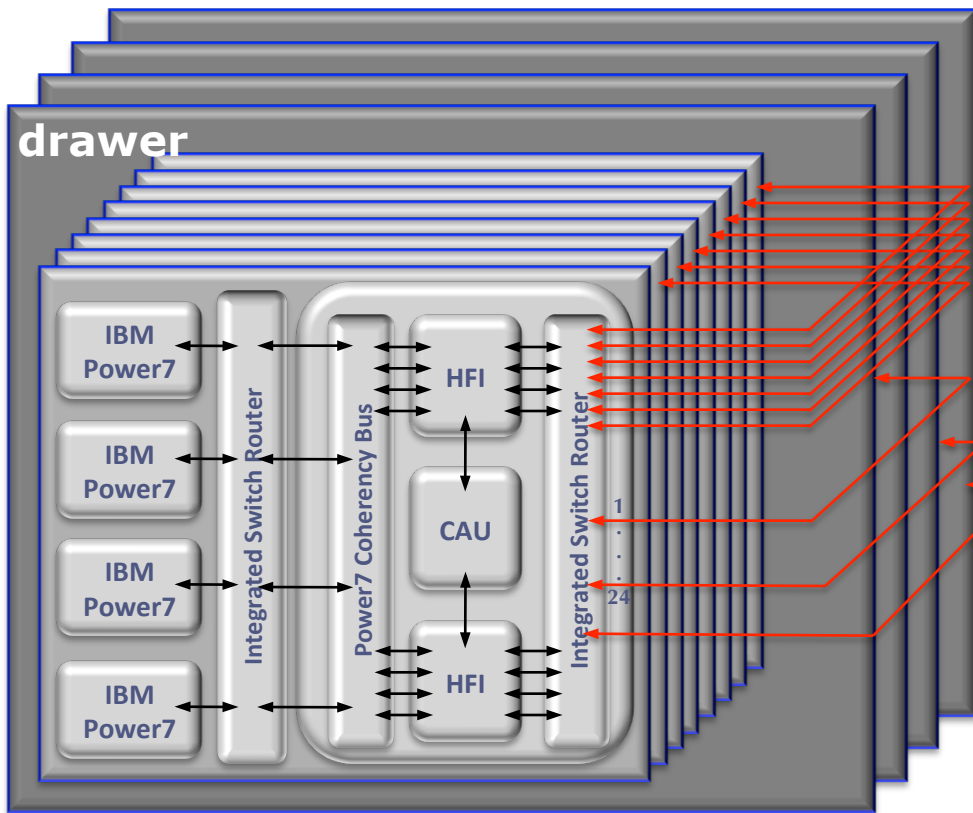 drawer
IBM
Power7
IBM
Power7
IBM
Power7
IBM
Power7
Integrated Switch Router
Power7 Coherency Bus
HFI
CAU
HFI
Integrated Switch Router
1
.
.
.
.
24